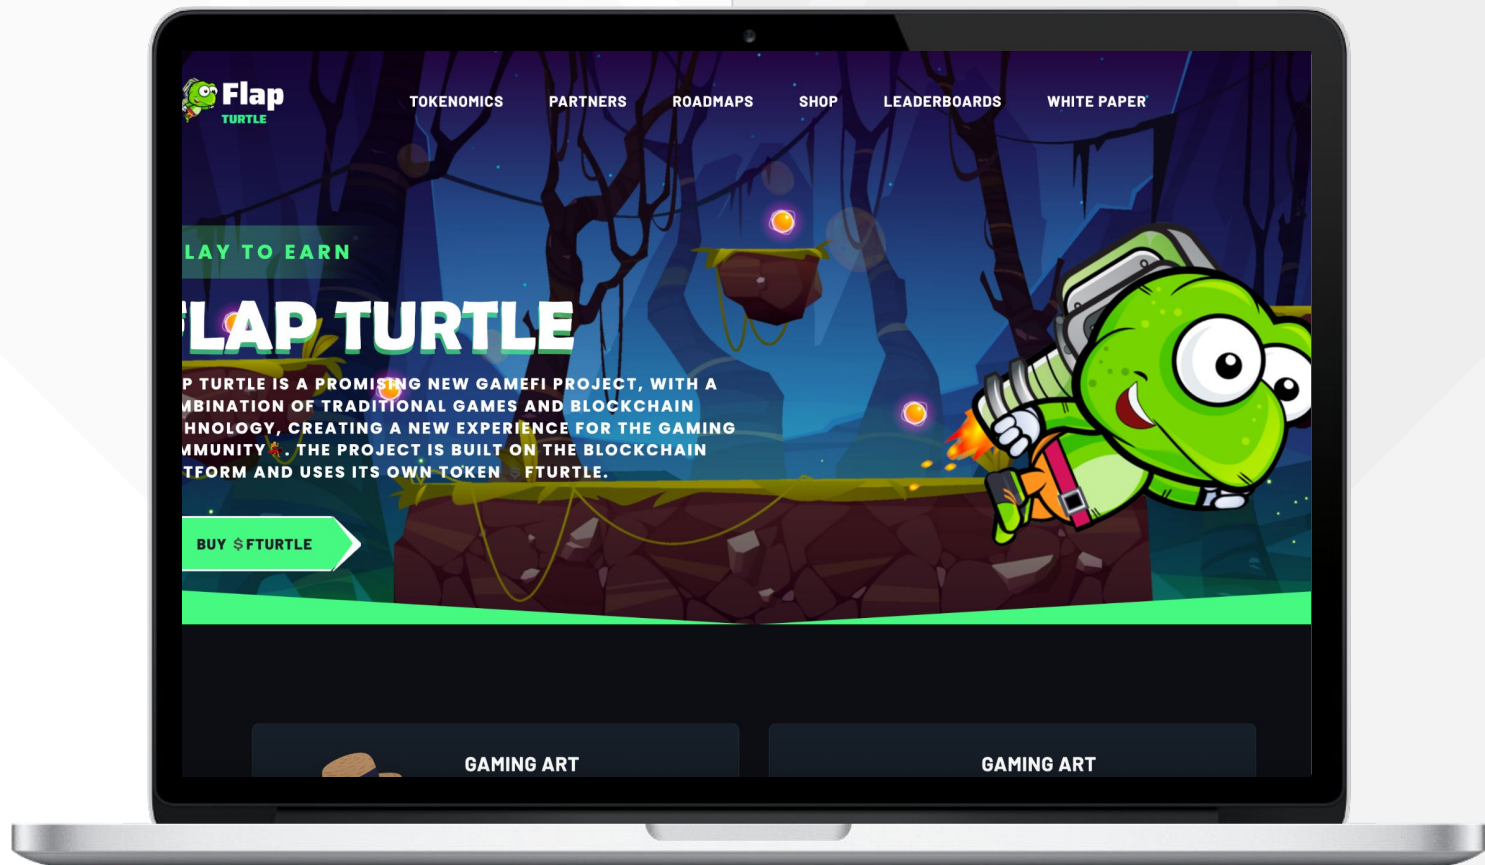 Flap
TURTLE
TOKENOMICS
PARTNERS
ROADMAPS
SHOP
LEADERBOARDS
WHITE PAPER
LAY TO EARN
FLAP TURTLE
P TURTLE IS A PROMISING NEW GAMEFI PROJECT, WITH A
MBINATION OF TRADITIONAL GAMES AND BLOCKCHAIN
HNOLOGY, CREATING A NEW EXPERIENCE FOR THE GAMING
MMUNITY💃. THE PROJECT IS BUILT ON THE BLOCKCHAIN
TFORM AND USES ITS OWN TOKEN $ FTURTLE.
BUY $FTURTLE
GAMING ART
GAMING ART